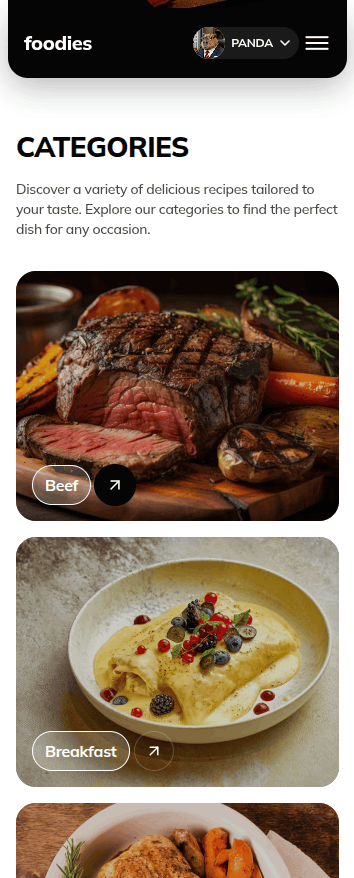 foodies
PANDA
CATEGORIES
Discover a variety of delicious recipes tailored to
your taste. Explore our categories to find the perfect
dish for any occasion.
Beef
Breakfast